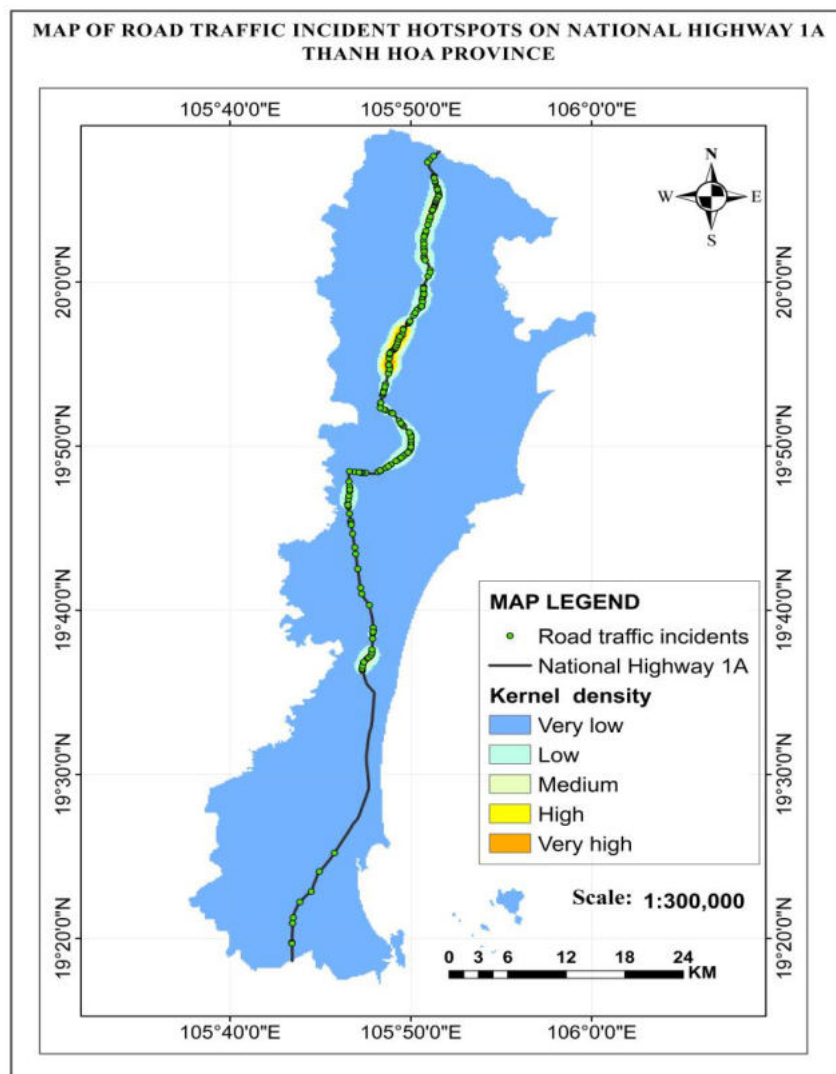 MAP OF ROAD TRAFFIC INCIDENT HOTSPOTS ON NATIONAL HIGHWAY 1A
THANH HOA PROVINCE
105°40'0"E 105°50'0"E 106°0'0"E
N
W E
S
20°0'0"N 20°0'0"N
19°50'0"N 19°50'0"N
19°40'0"N 19°40'0"N
19°30'0"N 19°30'0"N
19°20'0"N 19°20'0"N
MAP LEGEND
Road traffic incidents
National Highway 1A
Kernel density
Very low
Low
Medium
High
Very high
Scale: 1:300,000
0 3 6 12 18 24
KM
105°40'0"E 105°50'0"E 106°0'0"E